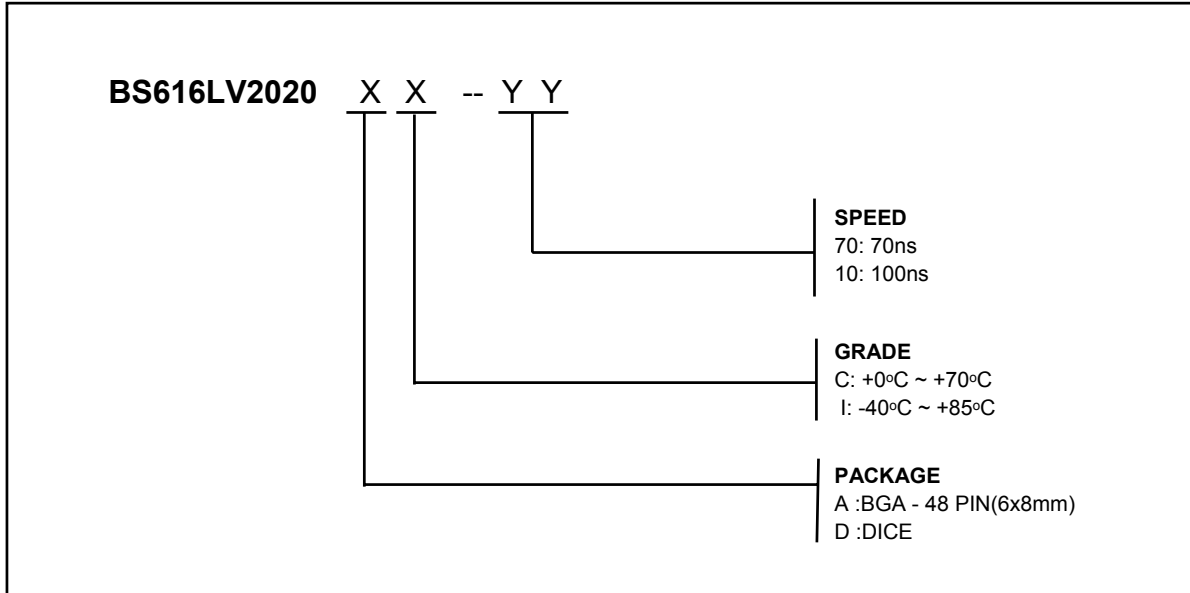 BS616LV2020 X X -- Y Y
SPEED
70: 70ns
10: 100ns
GRADE
C: +0oC ~ +70oC
I: -40oC ~ +85oC
PACKAGE
A :BGA - 48 PIN(6x8mm)
D :DICE